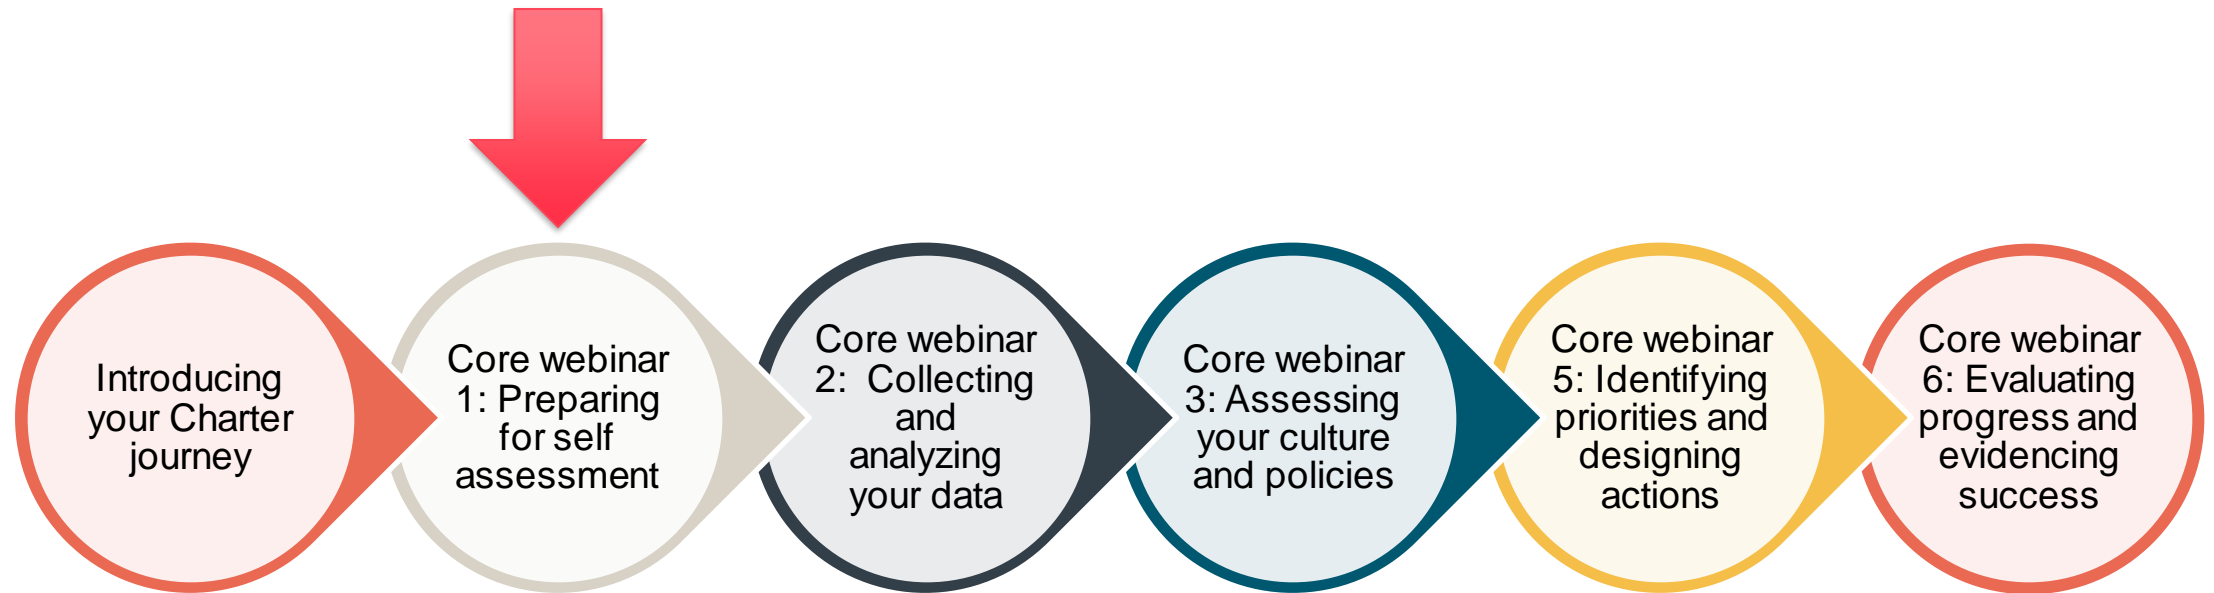 Introducing
your Charter
journey
Core webinar
1: Preparing
for self
assessment
Core webinar
2:  Collecting
and
analyzing
your data
Core webinar
3: Assessing
your culture
and policies
Core webinar
5: Identifying
priorities and
designing
actions
Core webinar
6: Evaluating
progress and
evidencing
success